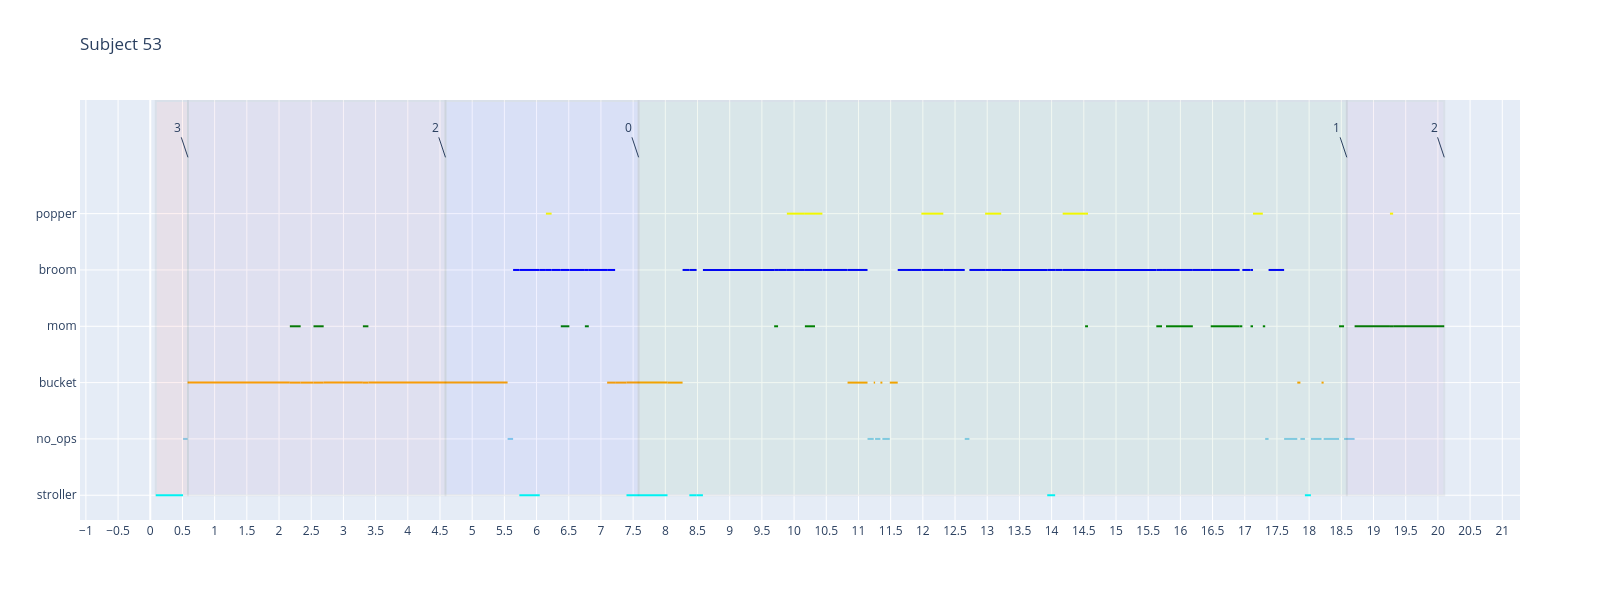 Subject 53
3 2 0 1 2
popper
broom
mom
bucket
no_ops
stroller
−1 −0.5 0 0.5 1 1.5 2 2.5 3 3.5 4 4.5 5 5.5 6 6.5 7 7.5 8 8.5 9 9.5 10 10.5 11 11.5 12 12.5 13 13.5 14 14.5 15 15.5 16 16.5 17 17.5 18 18.5 19 19.5 20 20.5 21